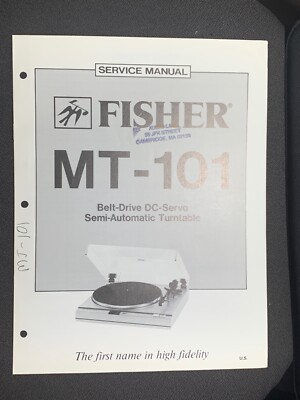 SERVICE MANUAL
FISHER®
MT-101
Belt-Drive DC-Servo
Semi-Automatic Turntable
The first name in high fidelity
U.S.
MT-101